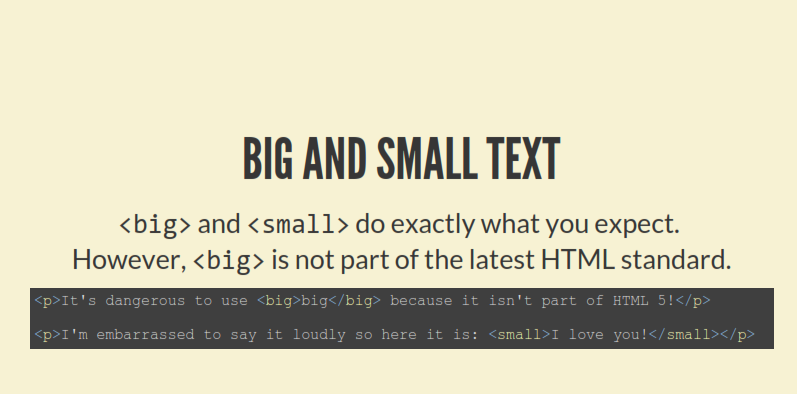 BIG AND SMALL TEXT
<big> and <small> do exactly what you expect.
However, <big> is not part of the latest HTML standard.
<p>It's dangerous to use <big>big</big> because it isn't part of HTML 5!</p>
<p>I'm embarrassed to say it loudly so here it is: <small>I love you!</small></p>